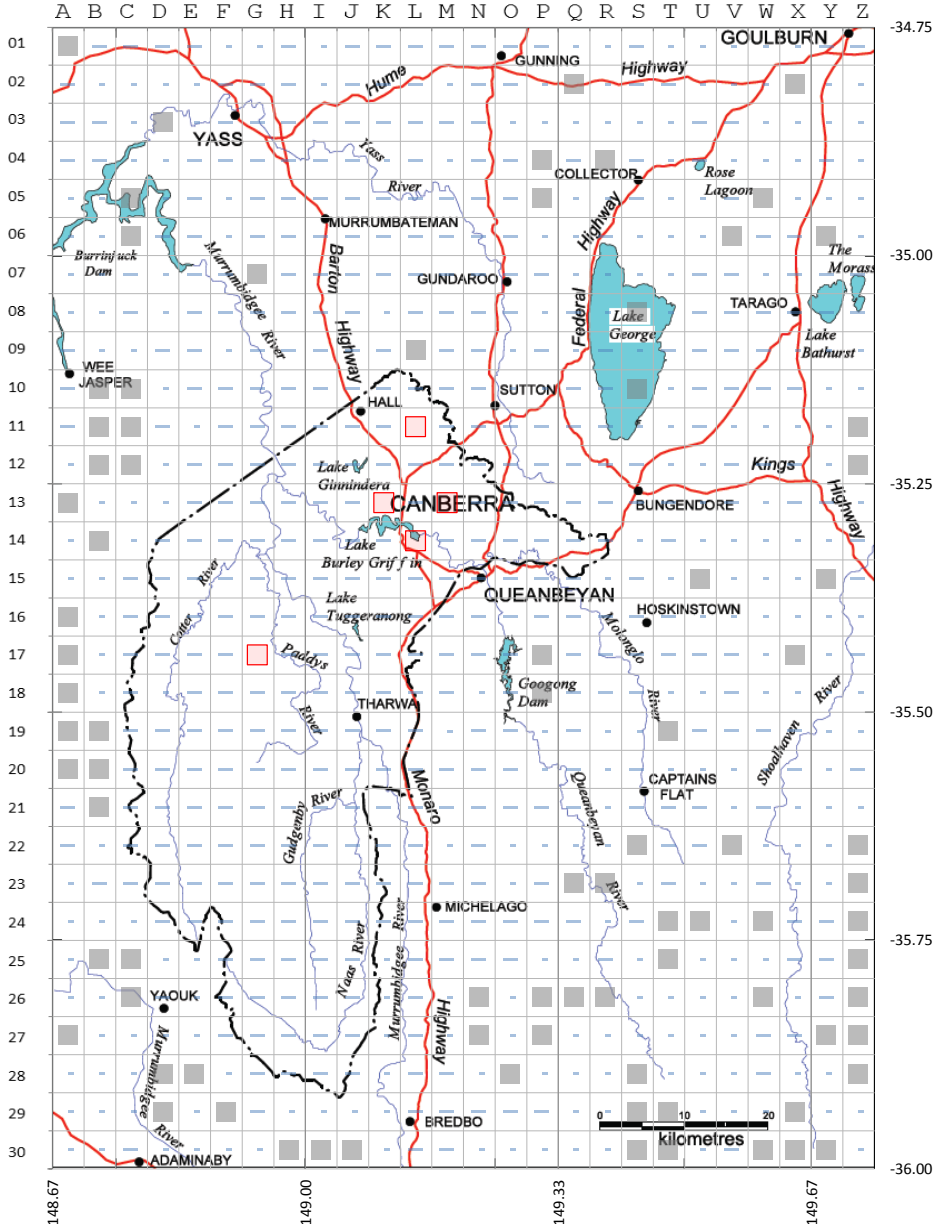 A B C D E F G H I J K L M N O P Q R S T U V W X Y Z
-34.75
01
GOULBURN
GUNNING
Hume
Highway
02
03
YASS
Yass
04
COLLECTOR
Rose
Lagoon
River
05
MURRUMBATEMAN
Highway
06
Burrinjuck
Dam
Murrumbidgee
River
Barton
Highway
-35.00
The
Morass
07
GUNDAROO
TARAGO
08
Federal
Lake
George
Lake
Bathurst
09
WEE
JASPER
10
SUTTON
HALL
11
12
Lake
Ginnindera
Kings
Highway
-35.25
13
CANBERRA
BUNGENDORE
14
Lake
Burley Griffin
15
QUEANBEYAN
River
Cotter
Lake
Tuggeranong
HOSKINSTOWN
16
Molonglo
River
17
Paddys
River
18
Googong
Dam
River
Shoalhaven
THARWA
-35.50
19
20
Monaro
Highway
CAPTAINS
FLAT
21
River
Gudgenby
Queanbeyan
River
22
23
MICHELAGO
24
River
Naas
River
Murrumbidgee
-35.75
25
26
YAOUK
27
Murrumbidgee
River
28
29
BREDBO
0 10 20
kilometres
30
ADAMINABY
-36.00
148.67
149.00
149.33
149.67